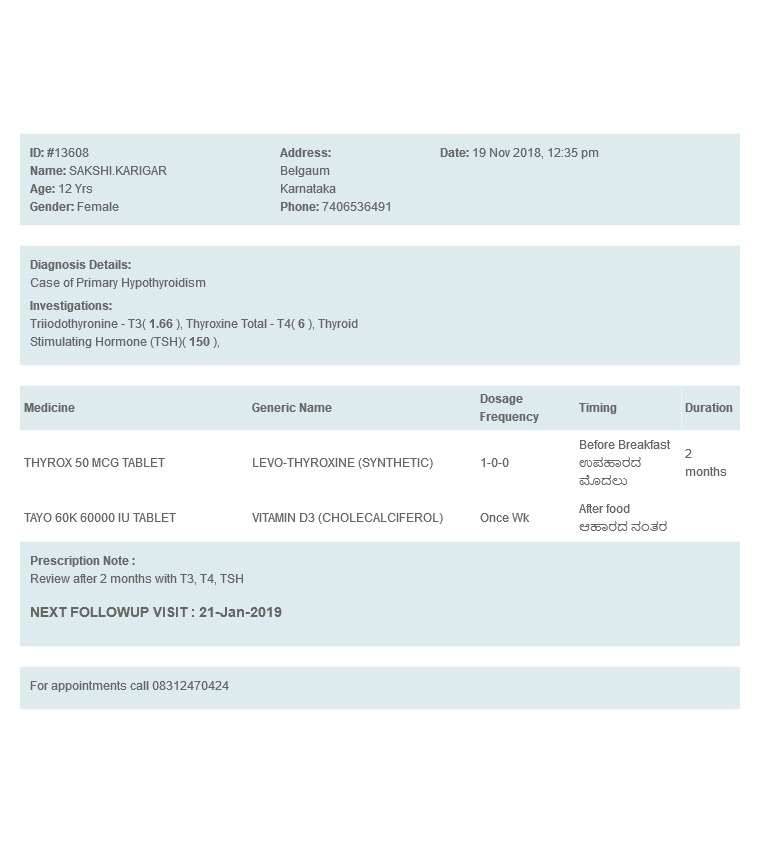 ID: #13608
Name: SAKSHI.KARIGAR
Age: 12 Yrs
Gender: Female
Address:
Belgaum
Karnataka
Phone: 7406536491
Date: 19 Nov 2018, 12:35 pm
Diagnosis Details:
Case of Primary Hypothyroidism
Investigations:
Triiodothyronine - T3( 1.66 ), Thyroxine Total - T4( 6 ), Thyroid
Stimulating Hormone (TSH)( 150 ),
Medicine Generic Name Dosage Frequency Timing Duration
THYROX 50 MCG TABLET LEVO-THYROXINE (SYNTHETIC) 1-0-0 Before Breakfast ಉಪಹಾರದ ಮೊದಲು 2 months
TAYO 60K 60000 IU TABLET VITAMIN D3 (CHOLECALCIFEROL) Once Wk After food ಆಹಾರದ ನಂತರ
Prescription Note :
Review after 2 months with T3, T4, TSH
NEXT FOLLOWUP VISIT : 21-Jan-2019
For appointments call 08312470424